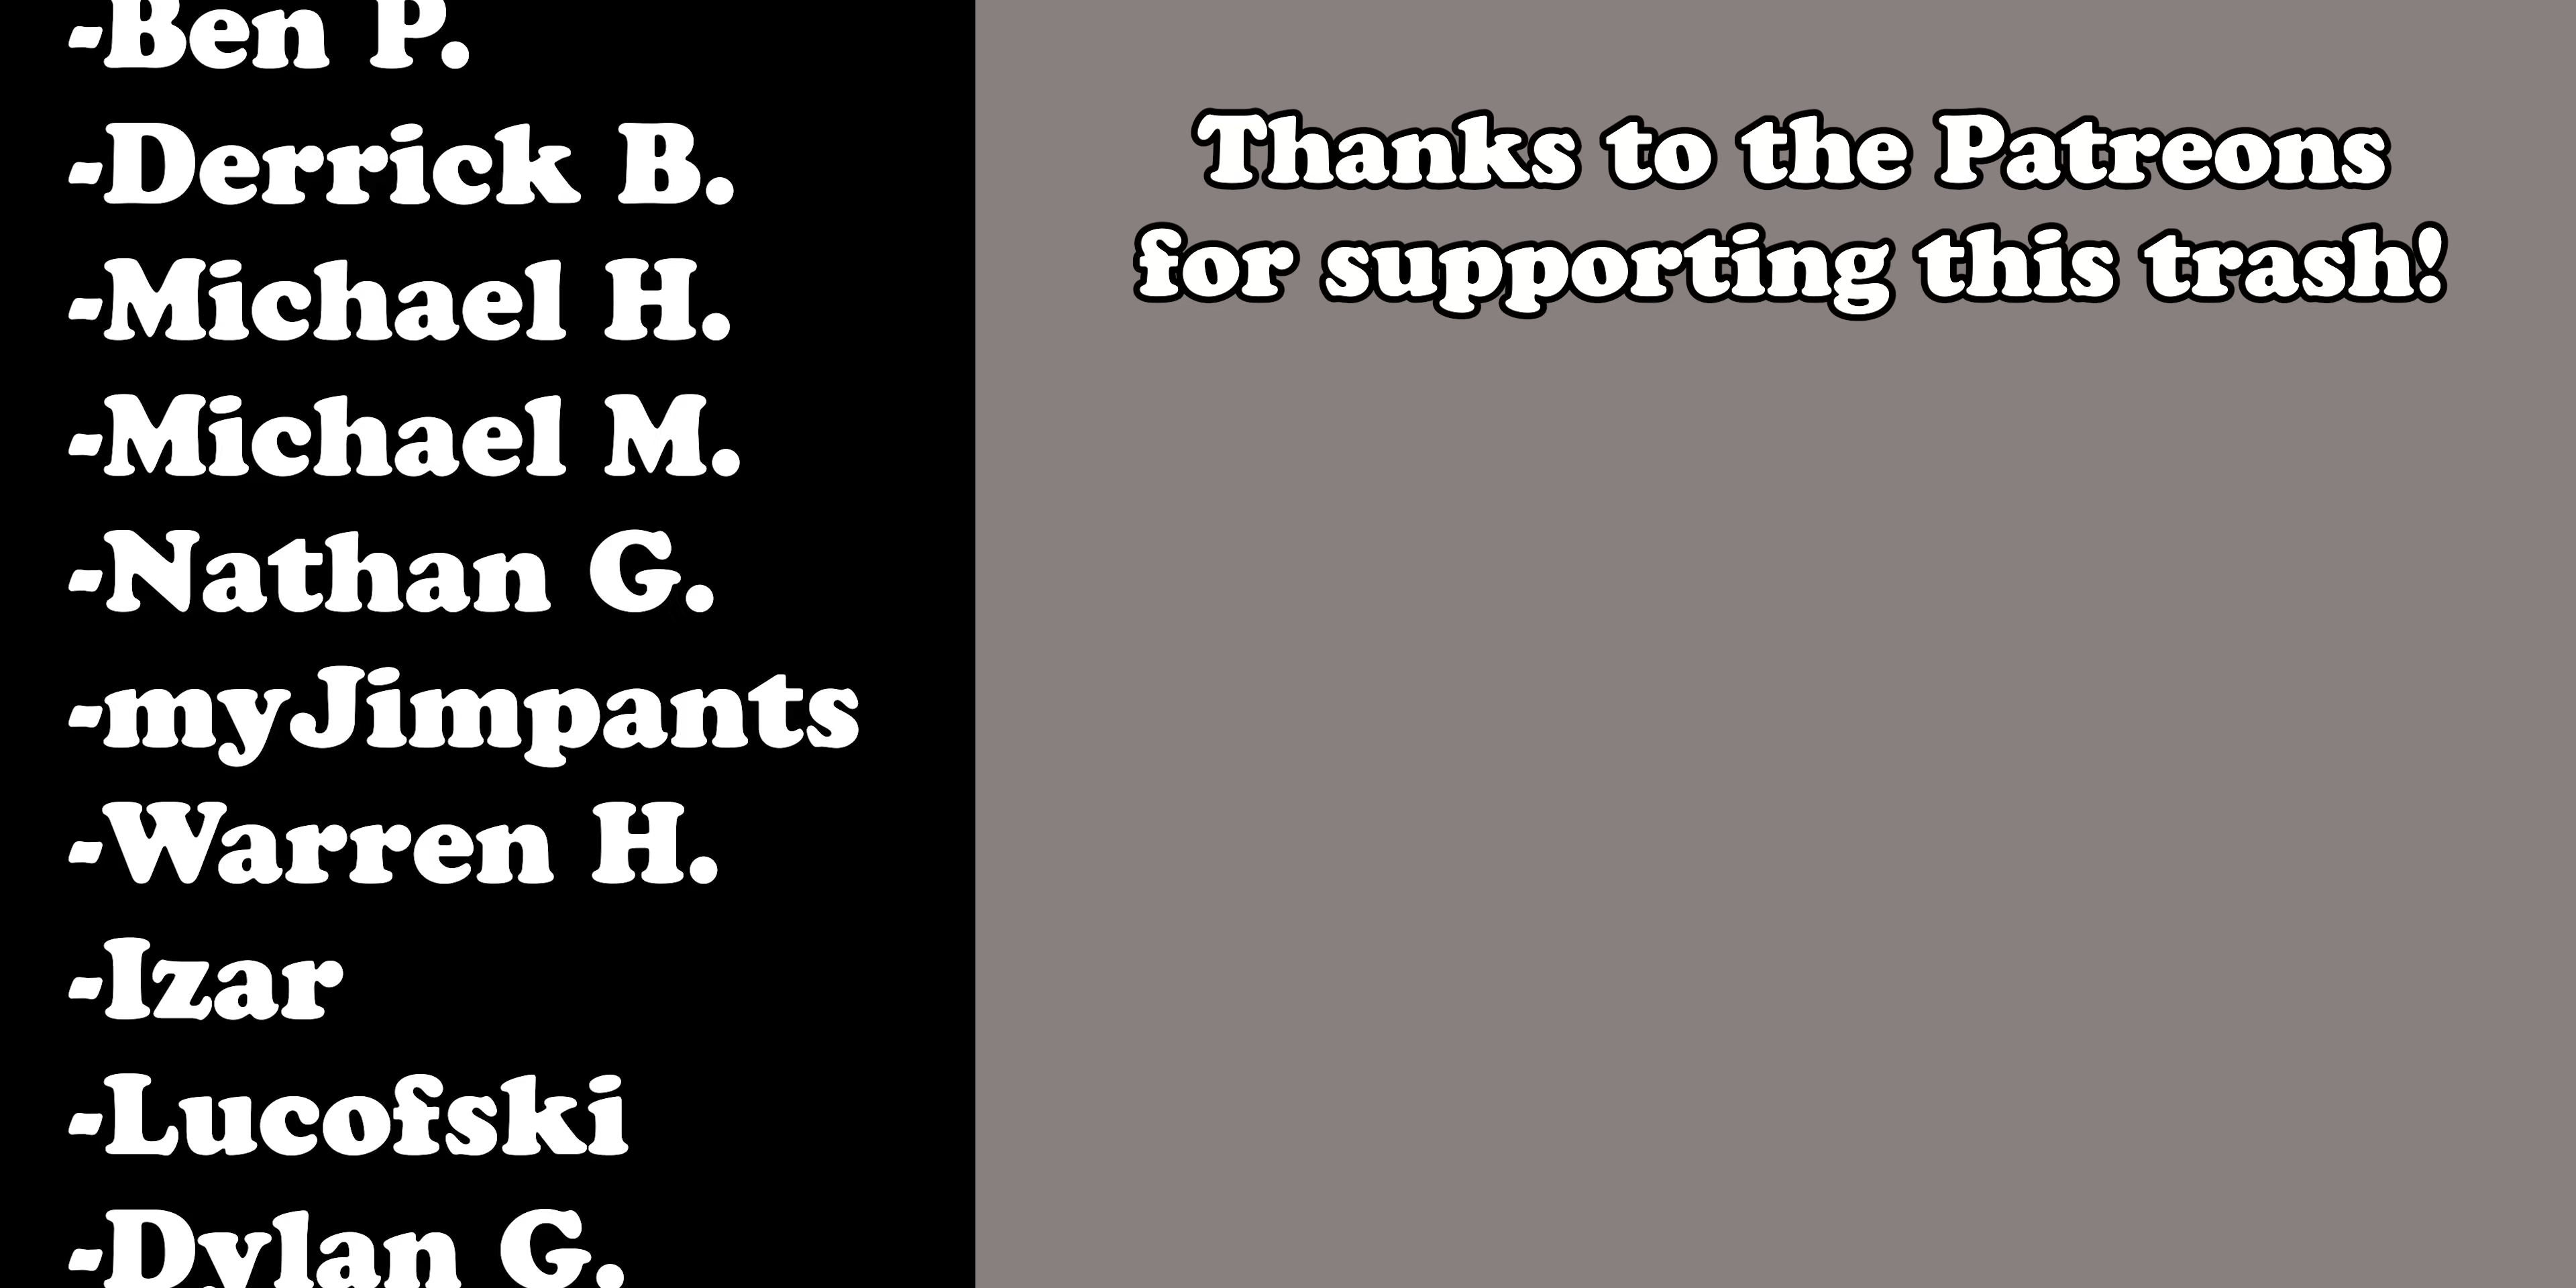 -Ben P.
-Derrick B.
-Michael H.
-Michael M.
-Nathan G.
-myJimpants
-Warren H.
-Izar
-Lucofski
-Dylan G.
Thanks to the Patreons
for supporting this trash!